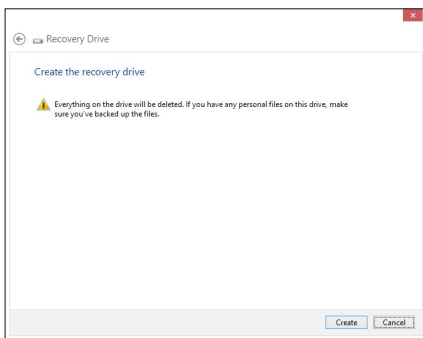 Recovery Drive
Create the recovery drive
Everything on the drive will be deleted. If you have any personal files on this drive, make
sure you've backed up the files.
Create Cancel